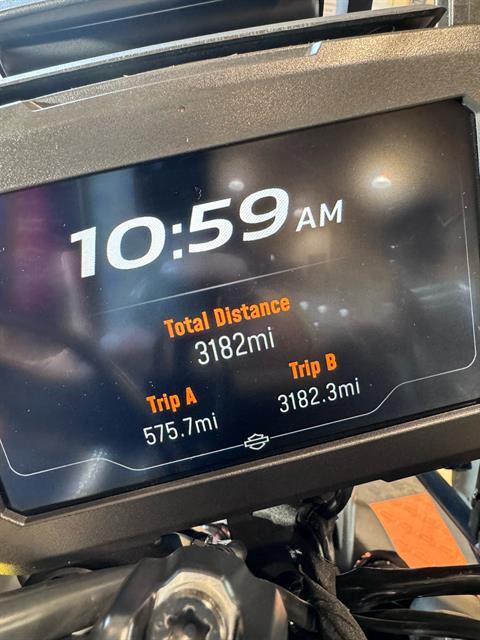 10:59 AM
Total Distance
3182mi
Trip A
575.7mi
Trip B
3182.3mi